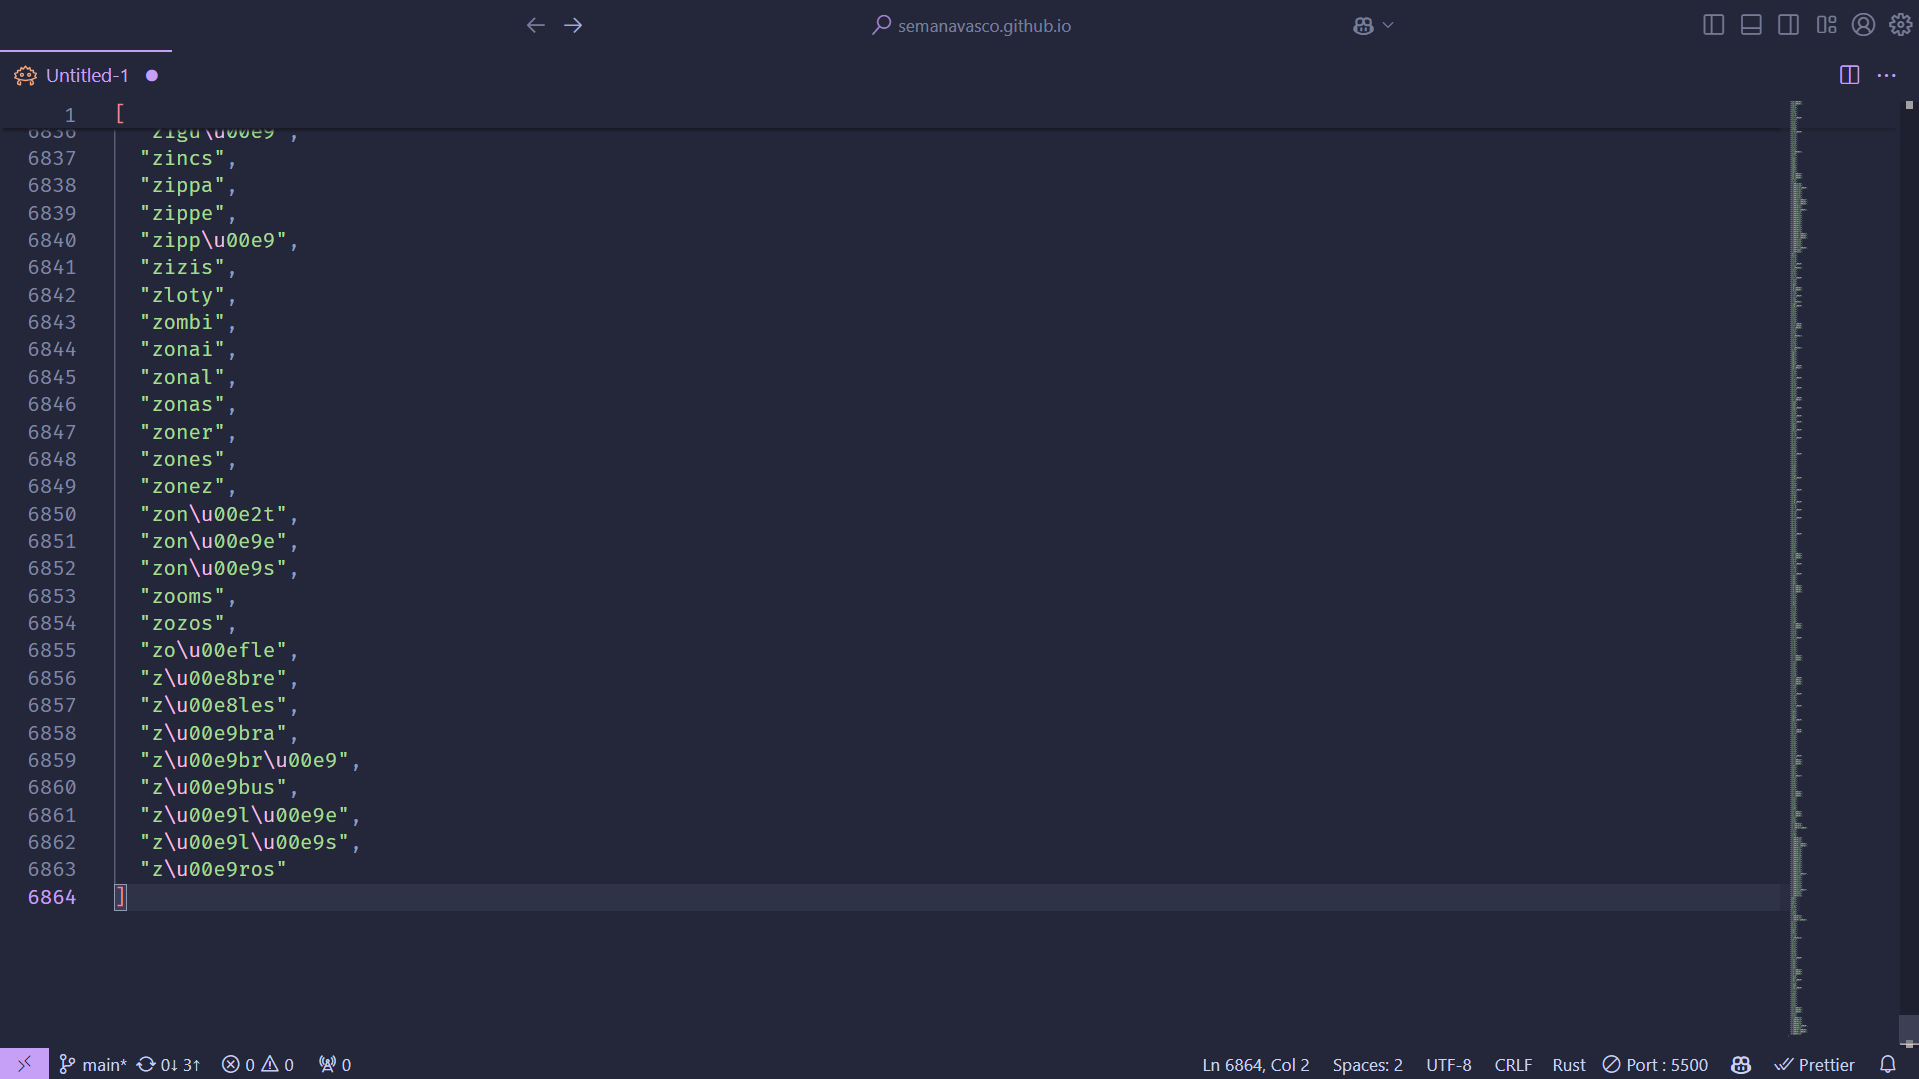 semanavasco.github.io
Untitled-1
1 [
6836 "zigu\u00e9",
6837 "zincs",
6838 "zippa",
6839 "zippe",
6840 "zipp\u00e9",
6841 "zizis",
6842 "zloty",
6843 "zombi",
6844 "zonai",
6845 "zonal",
6846 "zonas",
6847 "zoner",
6848 "zones",
6849 "zonez",
6850 "zon\u00e2t",
6851 "zon\u00e9e",
6852 "zon\u00e9s",
6853 "zooms",
6854 "zozos",
6855 "zo\u00efle",
6856 "z\u00e8bre",
6857 "z\u00e8les",
6858 "z\u00e9bra",
6859 "z\u00e9br\u00e9",
6860 "z\u00e9bus",
6861 "z\u00e9l\u00e9e",
6862 "z\u00e9l\u00e9s",
6863 "z\u00e9ros"
6864 ]
main* 0↓ 3↑ 0 0 0 Ln 6864, Col 2 Spaces: 2 UTF-8 CRLF Rust Port : 5500 Prettier